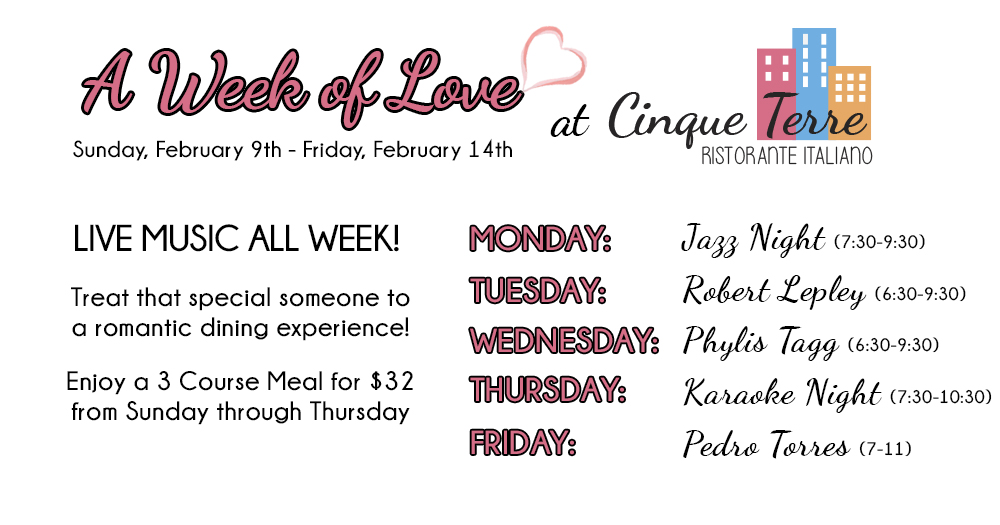 A Week of Love
at Cinque Terre
RISTORANTE ITALIANO
Sunday, February 9th - Friday, February 14th
LIVE MUSIC ALL WEEK!
Treat that special someone to
a romantic dining experience!
Enjoy a 3 Course Meal for $32
from Sunday through Thursday
MONDAY: Jazz Night (7:30-9:30)
TUESDAY: Robert Lepley (6:30-9:30)
WEDNESDAY: Phylis Tagg (6:30-9:30)
THURSDAY: Karaoke Night (7:30-10:30)
FRIDAY: Pedro Torres (7-11)